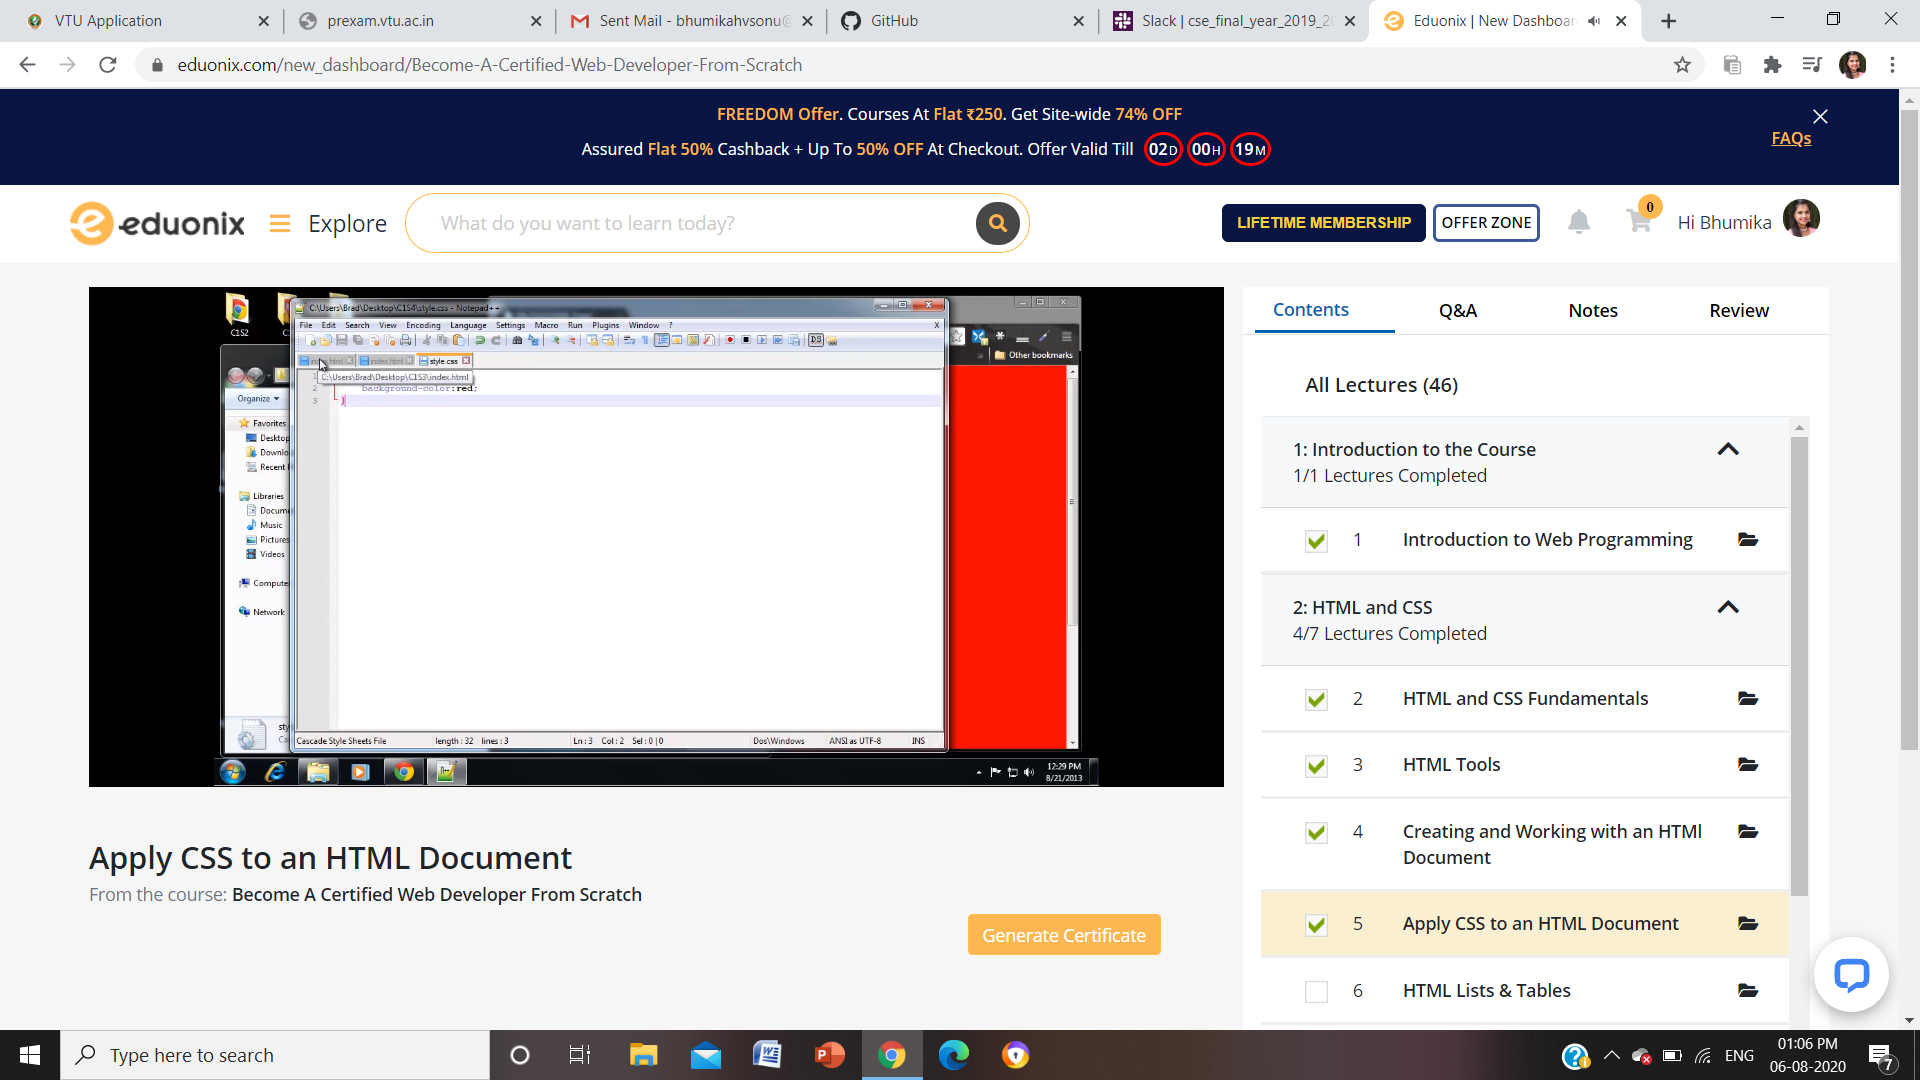 VTU Application
prexam.vtu.ac.in
Sent Mail - bhumikahvsonu@
GitHub
Slack | cse_final_year_2019_2
Eduonix | New Dashboar
eduonix.com/new_dashboard/Become-A-Certified-Web-Developer-From-Scratch
FREEDOM Offer. Courses At Flat ₹250. Get Site-wide 74% OFF
Assured Flat 50% Cashback + Up To 50% OFF At Checkout. Offer Valid Till 02D 00H 19M
FAQs
eduonix
Explore
What do you want to learn today?
LIFETIME MEMBERSHIP
OFFER ZONE
0
Hi Bhumika
C1S2
C:\Users\Brad\Desktop\C1S4\style.css - Notepad++
File Edit Search View Encoding Language Settings Macro Run Plugins Window ?
X
index.html
style.css
C:\Users\Brad\Desktop\C1S3\index.html
2 background-color:red;
3 }
Other bookmarks
Organize
Favorites
Desktop
Downlo
Recent
Libraries
Docum
Music
Pictures
Videos
Compute
Network
sty
Cascade Style Sheets File
length : 32 lines : 3
Ln : 3 Col : 2 Sel : 0 | 0
Dos\Windows
ANSI as UTF-8
INS
12:29 PM
8/21/2013
Apply CSS to an HTML Document
From the course: Become A Certified Web Developer From Scratch
Generate Certificate
Contents
Q&A
Notes
Review
All Lectures (46)
1: Introduction to the Course
1/1 Lectures Completed
1 Introduction to Web Programming
2: HTML and CSS
4/7 Lectures Completed
2 HTML and CSS Fundamentals
3 HTML Tools
4 Creating and Working with an HTMl
Document
5 Apply CSS to an HTML Document
6 HTML Lists & Tables
Type here to search
ENG
01:06 PM
06-08-2020
7